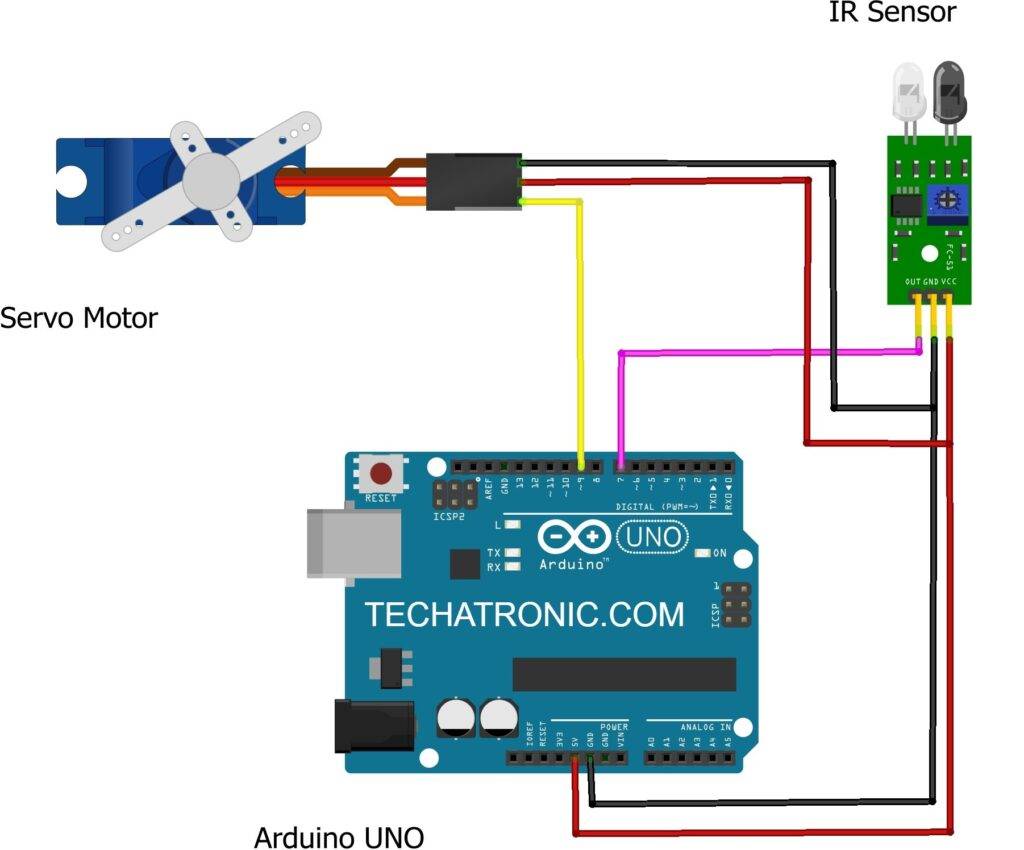 IR Sensor
FC-51
OUT GND VCC
Servo Motor
RESET
ICSP2
AREF
GND
13
12
~11
~10
~9
8
7
~6
~5
4
~3
2
TX0▶1
RX0◀0
DIGITAL (PWM=~)
L
TX
RX
Arduino™
UNO
ON
1
ICSP
TECHATRONIC.COM
POWER
ANALOG IN
IOREF
RESET
3V3
5V
GND
GND
VIN
A0
A1
A2
A3
A4
A5
Arduino UNO